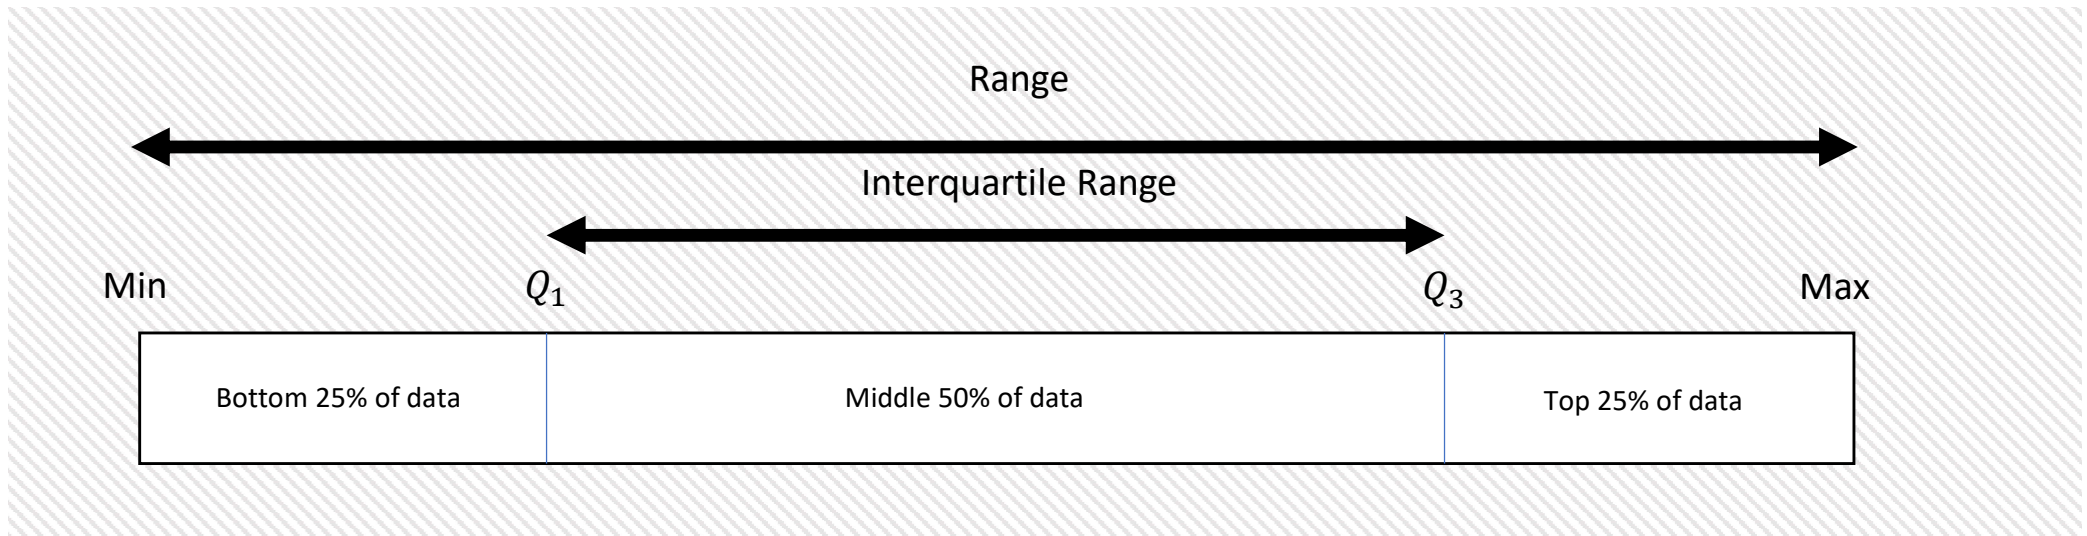 Range
Interquartile Range
Min Q₁ Q₃ Max
Bottom 25% of data Middle 50% of data Top 25% of data